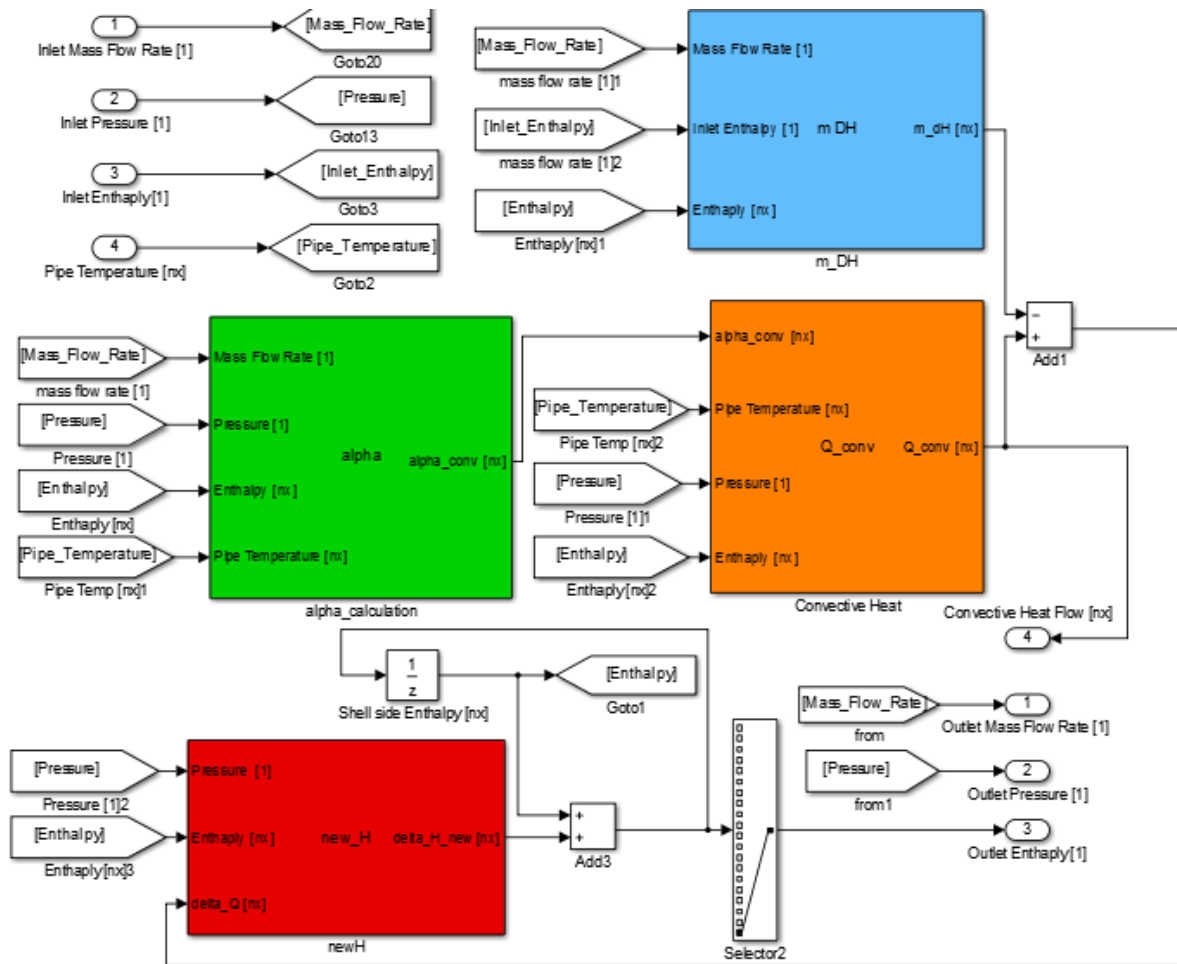 1
Inlet Mass Flow Rate [1]
[Mass_Flow_Rate]
Goto20
2
Inlet Pressure [1]
[Pressure]
Goto13
3
Inlet Enthaply[1]
[Inlet_Enthalpy]
Goto3
4
Pipe Temperature [nx]
[Pipe_Temperature]
Goto2
[Mass_Flow_Rate]
mass flow rate [1]1
[Inlet_Enthalpy]
mass flow rate [1]2
[Enthalpy]
Enthaply [nx]1
Mass Flow Rate [1]
Inlet Enthalpy [1]
m DH
m_dH [nx]
Enthaply [nx]
m_DH
[Mass_Flow_Rate]
mass flow rate [1]
[Pressure]
Pressure [1]
[Enthalpy]
Enthaply [nx]
[Pipe_Temperature]
Pipe Temp [nx]1
Mass Flow Rate [1]
Pressure [1]
alpha
alpha_conv [nx]
Enthalpy [nx]
Pipe Temperature [nx]
alpha_calculation
[Pipe_Temperature]
Pipe Temp [nx]2
[Pressure]
Pressure [1]1
[Enthalpy]
Enthaply[nx]2
alpha_conv [nx]
Pipe Temperature [nx]
Q_conv
Q_conv [nx]
Pressure [1]
Enthaply [nx]
Convective Heat
−
+
Add1
Convective Heat Flow [nx]
4
1
z
Shell side Enthalpy [nx]
[Enthalpy]
Goto1
[Pressure]
Pressure [1]2
[Enthalpy]
Enthaply[nx]3
Pressure [1]
Enthaply [nx]
new_H
delta_H_new [nx]
delta_Q [nx]
newH
+
+
Add3
Selector2
[Mass_Flow_Rate]
from
1
Outlet Mass Flow Rate [1]
[Pressure]
from1
2
Outlet Pressure [1]
3
Outlet Enthaply[1]